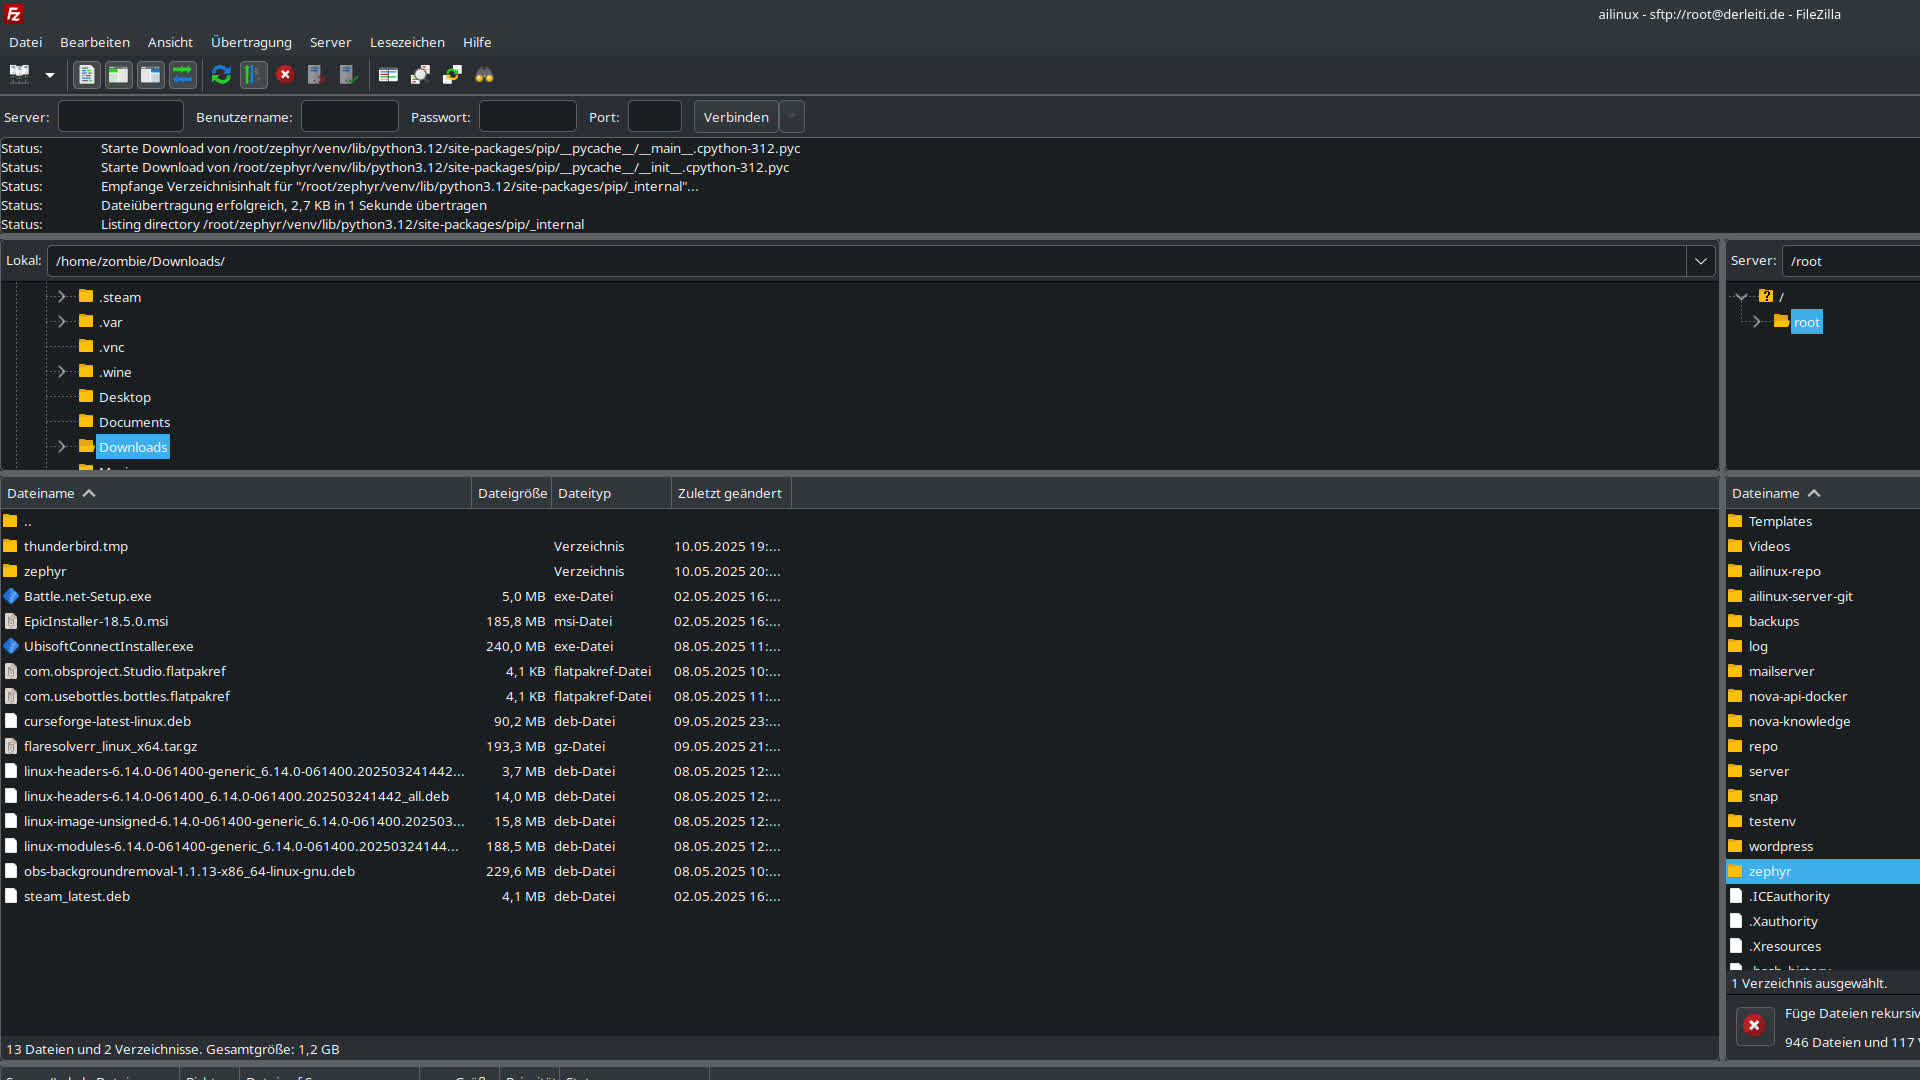 ailinux - sftp://root@derleiti.de - FileZilla
Datei Bearbeiten Ansicht Übertragung Server Lesezeichen Hilfe
Server: Benutzername: Passwort: Port: Verbinden
Status: Starte Download von /root/zephyr/venv/lib/python3.12/site-packages/pip/__pycache__/__main__.cpython-312.pyc
Status: Starte Download von /root/zephyr/venv/lib/python3.12/site-packages/pip/__pycache__/__init__.cpython-312.pyc
Status: Empfange Verzeichnisinhalt für "/root/zephyr/venv/lib/python3.12/site-packages/pip/_internal"...
Status: Dateiübertragung erfolgreich, 2,7 KB in 1 Sekunde übertragen
Status: Listing directory /root/zephyr/venv/lib/python3.12/site-packages/pip/_internal
Lokal: /home/zombie/Downloads/
.steam
.var
.vnc
.wine
Desktop
Documents
Downloads
Dateiname Dateigröße Dateityp Zuletzt geändert
..
thunderbird.tmp Verzeichnis 10.05.2025 19:...
zephyr Verzeichnis 10.05.2025 20:...
Battle.net-Setup.exe 5,0 MB exe-Datei 02.05.2025 16:...
EpicInstaller-18.5.0.msi 185,8 MB msi-Datei 02.05.2025 16:...
UbisoftConnectInstaller.exe 240,0 MB exe-Datei 08.05.2025 11:...
com.obsproject.Studio.flatpakref 4,1 KB flatpakref-Datei 08.05.2025 10:...
com.usebottles.bottles.flatpakref 4,1 KB flatpakref-Datei 08.05.2025 11:...
curseforge-latest-linux.deb 90,2 MB deb-Datei 09.05.2025 23:...
flaresolverr_linux_x64.tar.gz 193,3 MB gz-Datei 09.05.2025 21:...
linux-headers-6.14.0-061400-generic_6.14.0-061400.202503241442... 3,7 MB deb-Datei 08.05.2025 12:...
linux-headers-6.14.0-061400_6.14.0-061400.202503241442_all.deb 14,0 MB deb-Datei 08.05.2025 12:...
linux-image-unsigned-6.14.0-061400-generic_6.14.0-061400.202503... 15,8 MB deb-Datei 08.05.2025 12:...
linux-modules-6.14.0-061400-generic_6.14.0-061400.20250324144... 188,5 MB deb-Datei 08.05.2025 12:...
obs-backgroundremoval-1.1.13-x86_64-linux-gnu.deb 229,6 MB deb-Datei 08.05.2025 10:...
steam_latest.deb 4,1 MB deb-Datei 02.05.2025 16:...
13 Dateien und 2 Verzeichnisse. Gesamtgröße: 1,2 GB
Server: /root
/
root
Dateiname
Templates
Videos
ailinux-repo
ailinux-server-git
backups
log
mailserver
nova-api-docker
nova-knowledge
repo
server
snap
testenv
wordpress
zephyr
.ICEauthority
.Xauthority
.Xresources
1 Verzeichnis ausgewählt.
Füge Dateien rekursiv
946 Dateien und 117